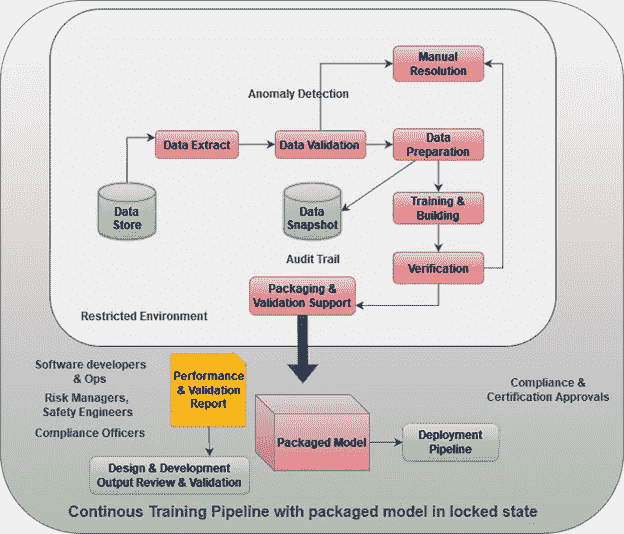 Manual
Resolution
Anomaly Detection
Data Extract
Data Validation
Data
Preparation
Data
Store
Data
Snapshot
Training &
Building
Audit Trail
Verification
Packaging &
Validation Support
Restricted Environment
Software developers
& Ops
Risk Managers,
Safety Engineers
Compliance Officers
Performance
& Validation
Report
Compliance &
Certification Approvals
Packaged Model
Deployment
Pipeline
Design & Development
Output Review & Validation
Continous Training Pipeline with packaged model in locked state